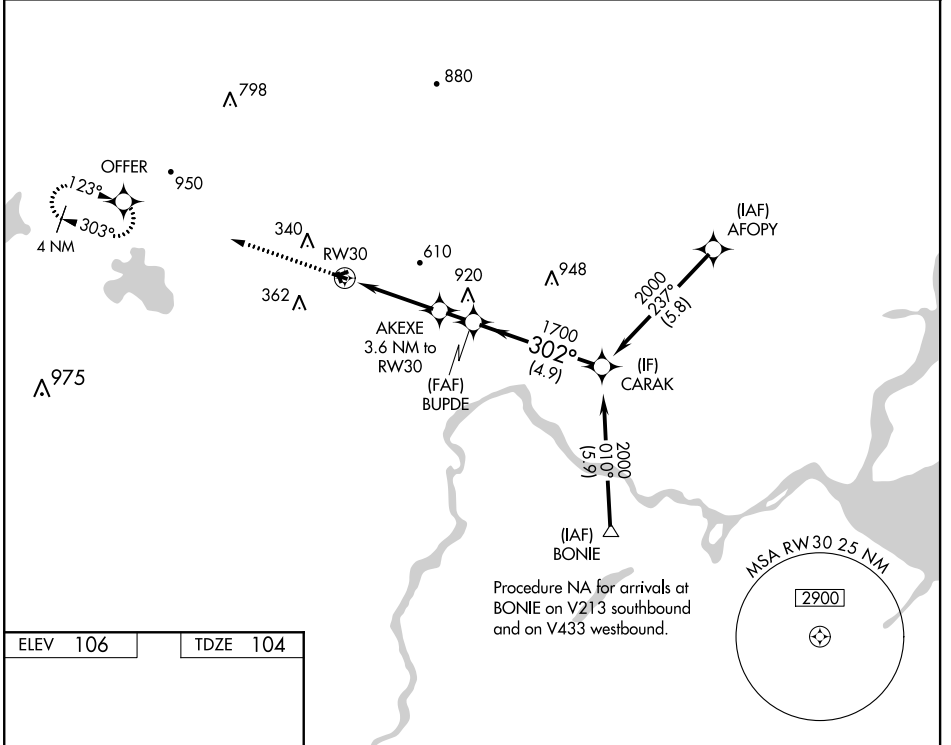 880
798
OFFER
950
123°
303°
4 NM
340
RW30
610
362
920
948
(IAF)
AFOPY
2000
237°
(5.8)
AKEXE
3.6 NM to
RW30
1700
302°
(4.9)
(IF)
CARAK
(FAF)
BUPDE
975
2000
010°
(5.9)
(IAF)
BONIE
Procedure NA for arrivals at
BONIE on V213 southbound
and on V433 westbound.
MSA RW30 25 NM
2900
ELEV 106
TDZE 104